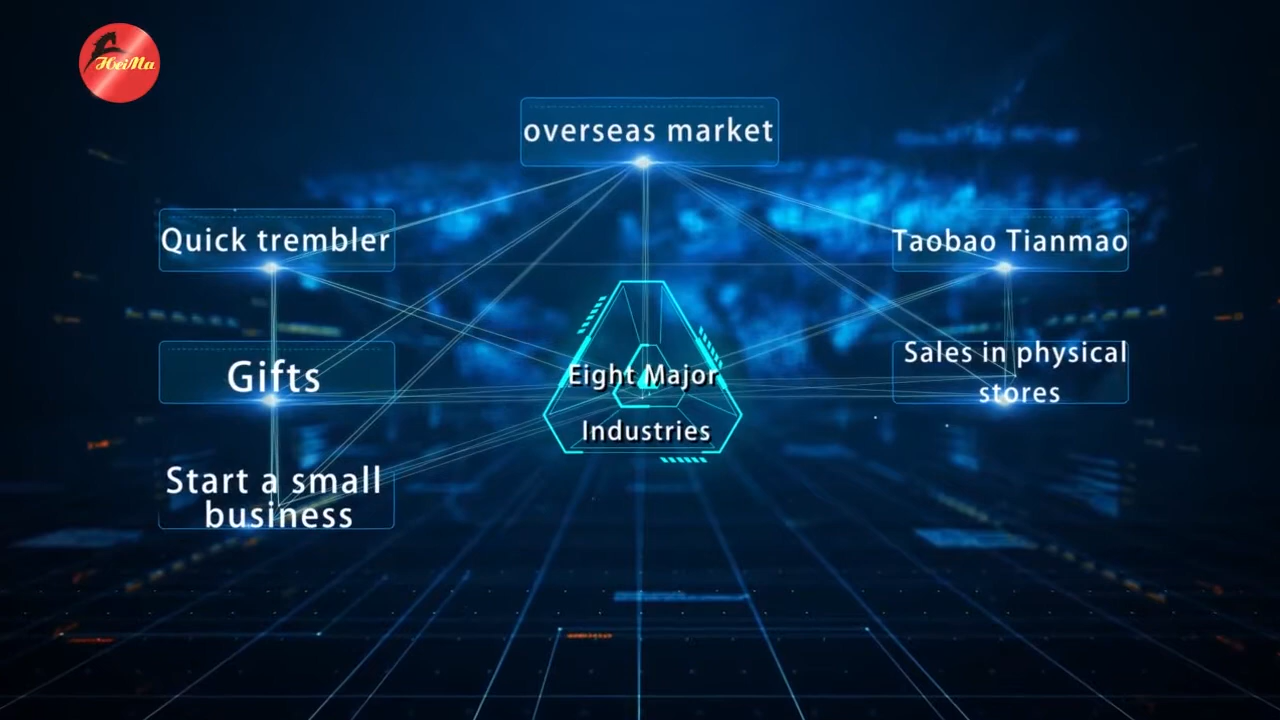 HeiMa
overseas market
Quick trembler
Taobao Tianmao
Gifts
Sales in physical
stores
Eight Major
Industries
Start a small
business